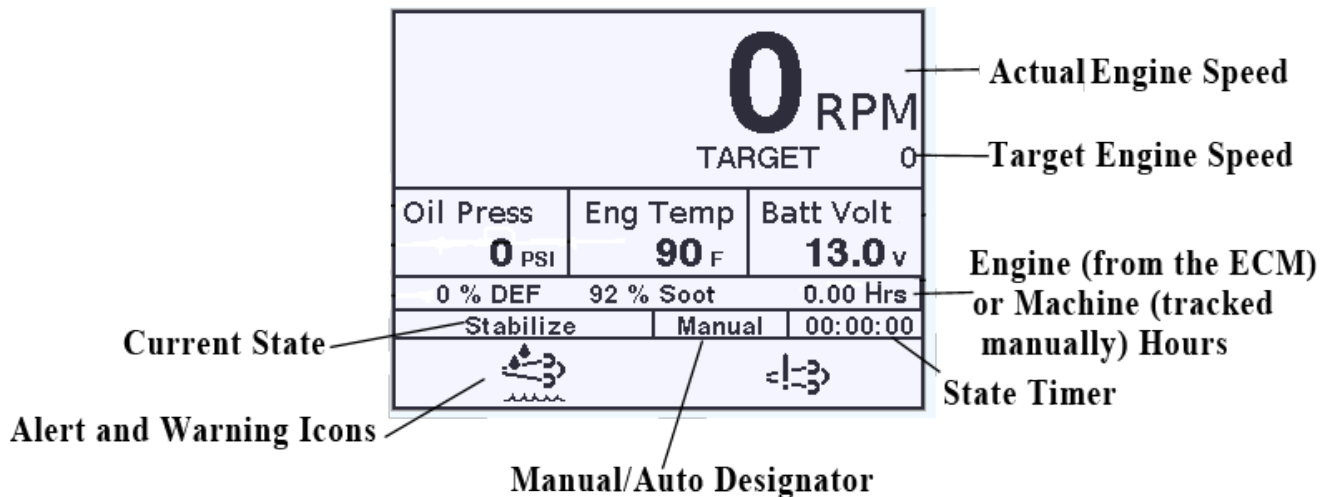 0 RPM
Actual Engine Speed
TARGET 0
Target Engine Speed
Oil Press Eng Temp Batt Volt
0 PSI 90 F 13.0 V
0 % DEF 92 % Soot 0.00 Hrs
Engine (from the ECM)
or Machine (tracked
manually) Hours
Stabilize Manual 00:00:00
Current State
State Timer
Alert and Warning Icons
Manual/Auto Designator